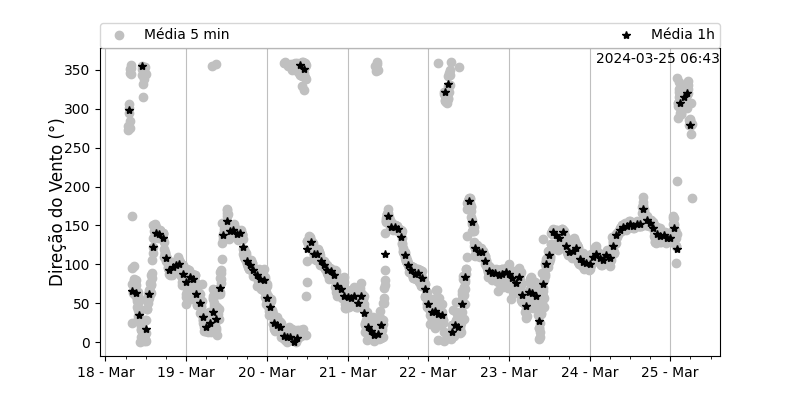 Média 5 min
Média 1h
2024-03-25 06:43
Direção do Vento (°)
350
300
250
200
150
100
50
0
18 - Mar
19 - Mar
20 - Mar
21 - Mar
22 - Mar
23 - Mar
24 - Mar
25 - Mar